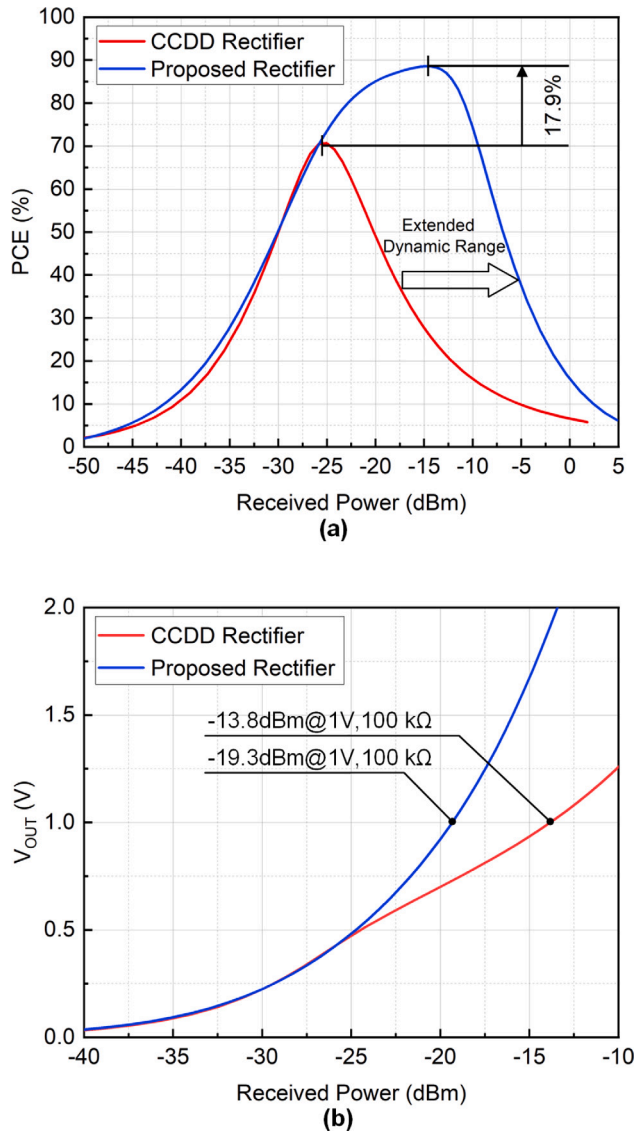 100
90
80
70
60
50
40
30
20
10
0
PCE (%)
CCDD Rectifier
Proposed Rectifier
17.9%
Extended
Dynamic Range
-50 -45 -40 -35 -30 -25 -20 -15 -10 -5 0 5
Received Power (dBm)
(a)
2.0
1.5
1.0
0.5
0.0
V_OUT (V)
CCDD Rectifier
Proposed Rectifier
-13.8dBm@1V,100 kΩ
-19.3dBm@1V,100 kΩ
-40 -35 -30 -25 -20 -15 -10
Received Power (dBm)
(b)